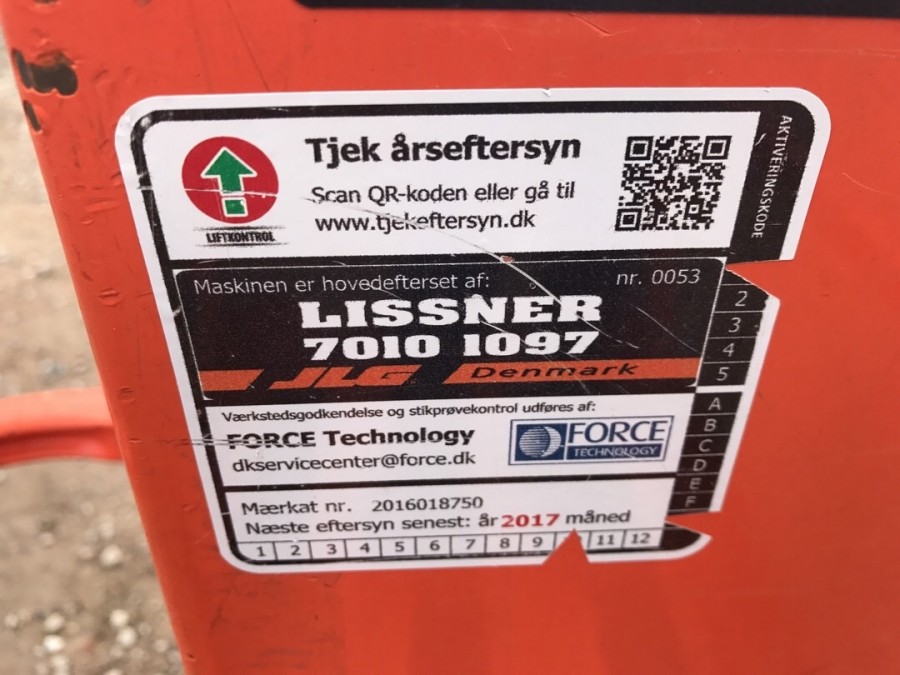 Tjek årseftersyn
Scan QR-koden eller gå til
www.tjekeftersyn.dk
LIFTKONTROL
AKTIVERINGSKODE
Maskinen er hovedefterset af: nr. 0053
LISSNER
7010 1097
JLG Denmark
2
3
4
5
A
B
C
D
E
F
Værkstedsgodkendelse og stikprøvekontrol udføres af:
FORCE Technology
dkservicecenter@force.dk
FORCE
TECHNOLOGY
Mærkat nr. 2016018750
Næste eftersyn senest: år 2017 måned
1 2 3 4 5 6 7 8 9 11 12